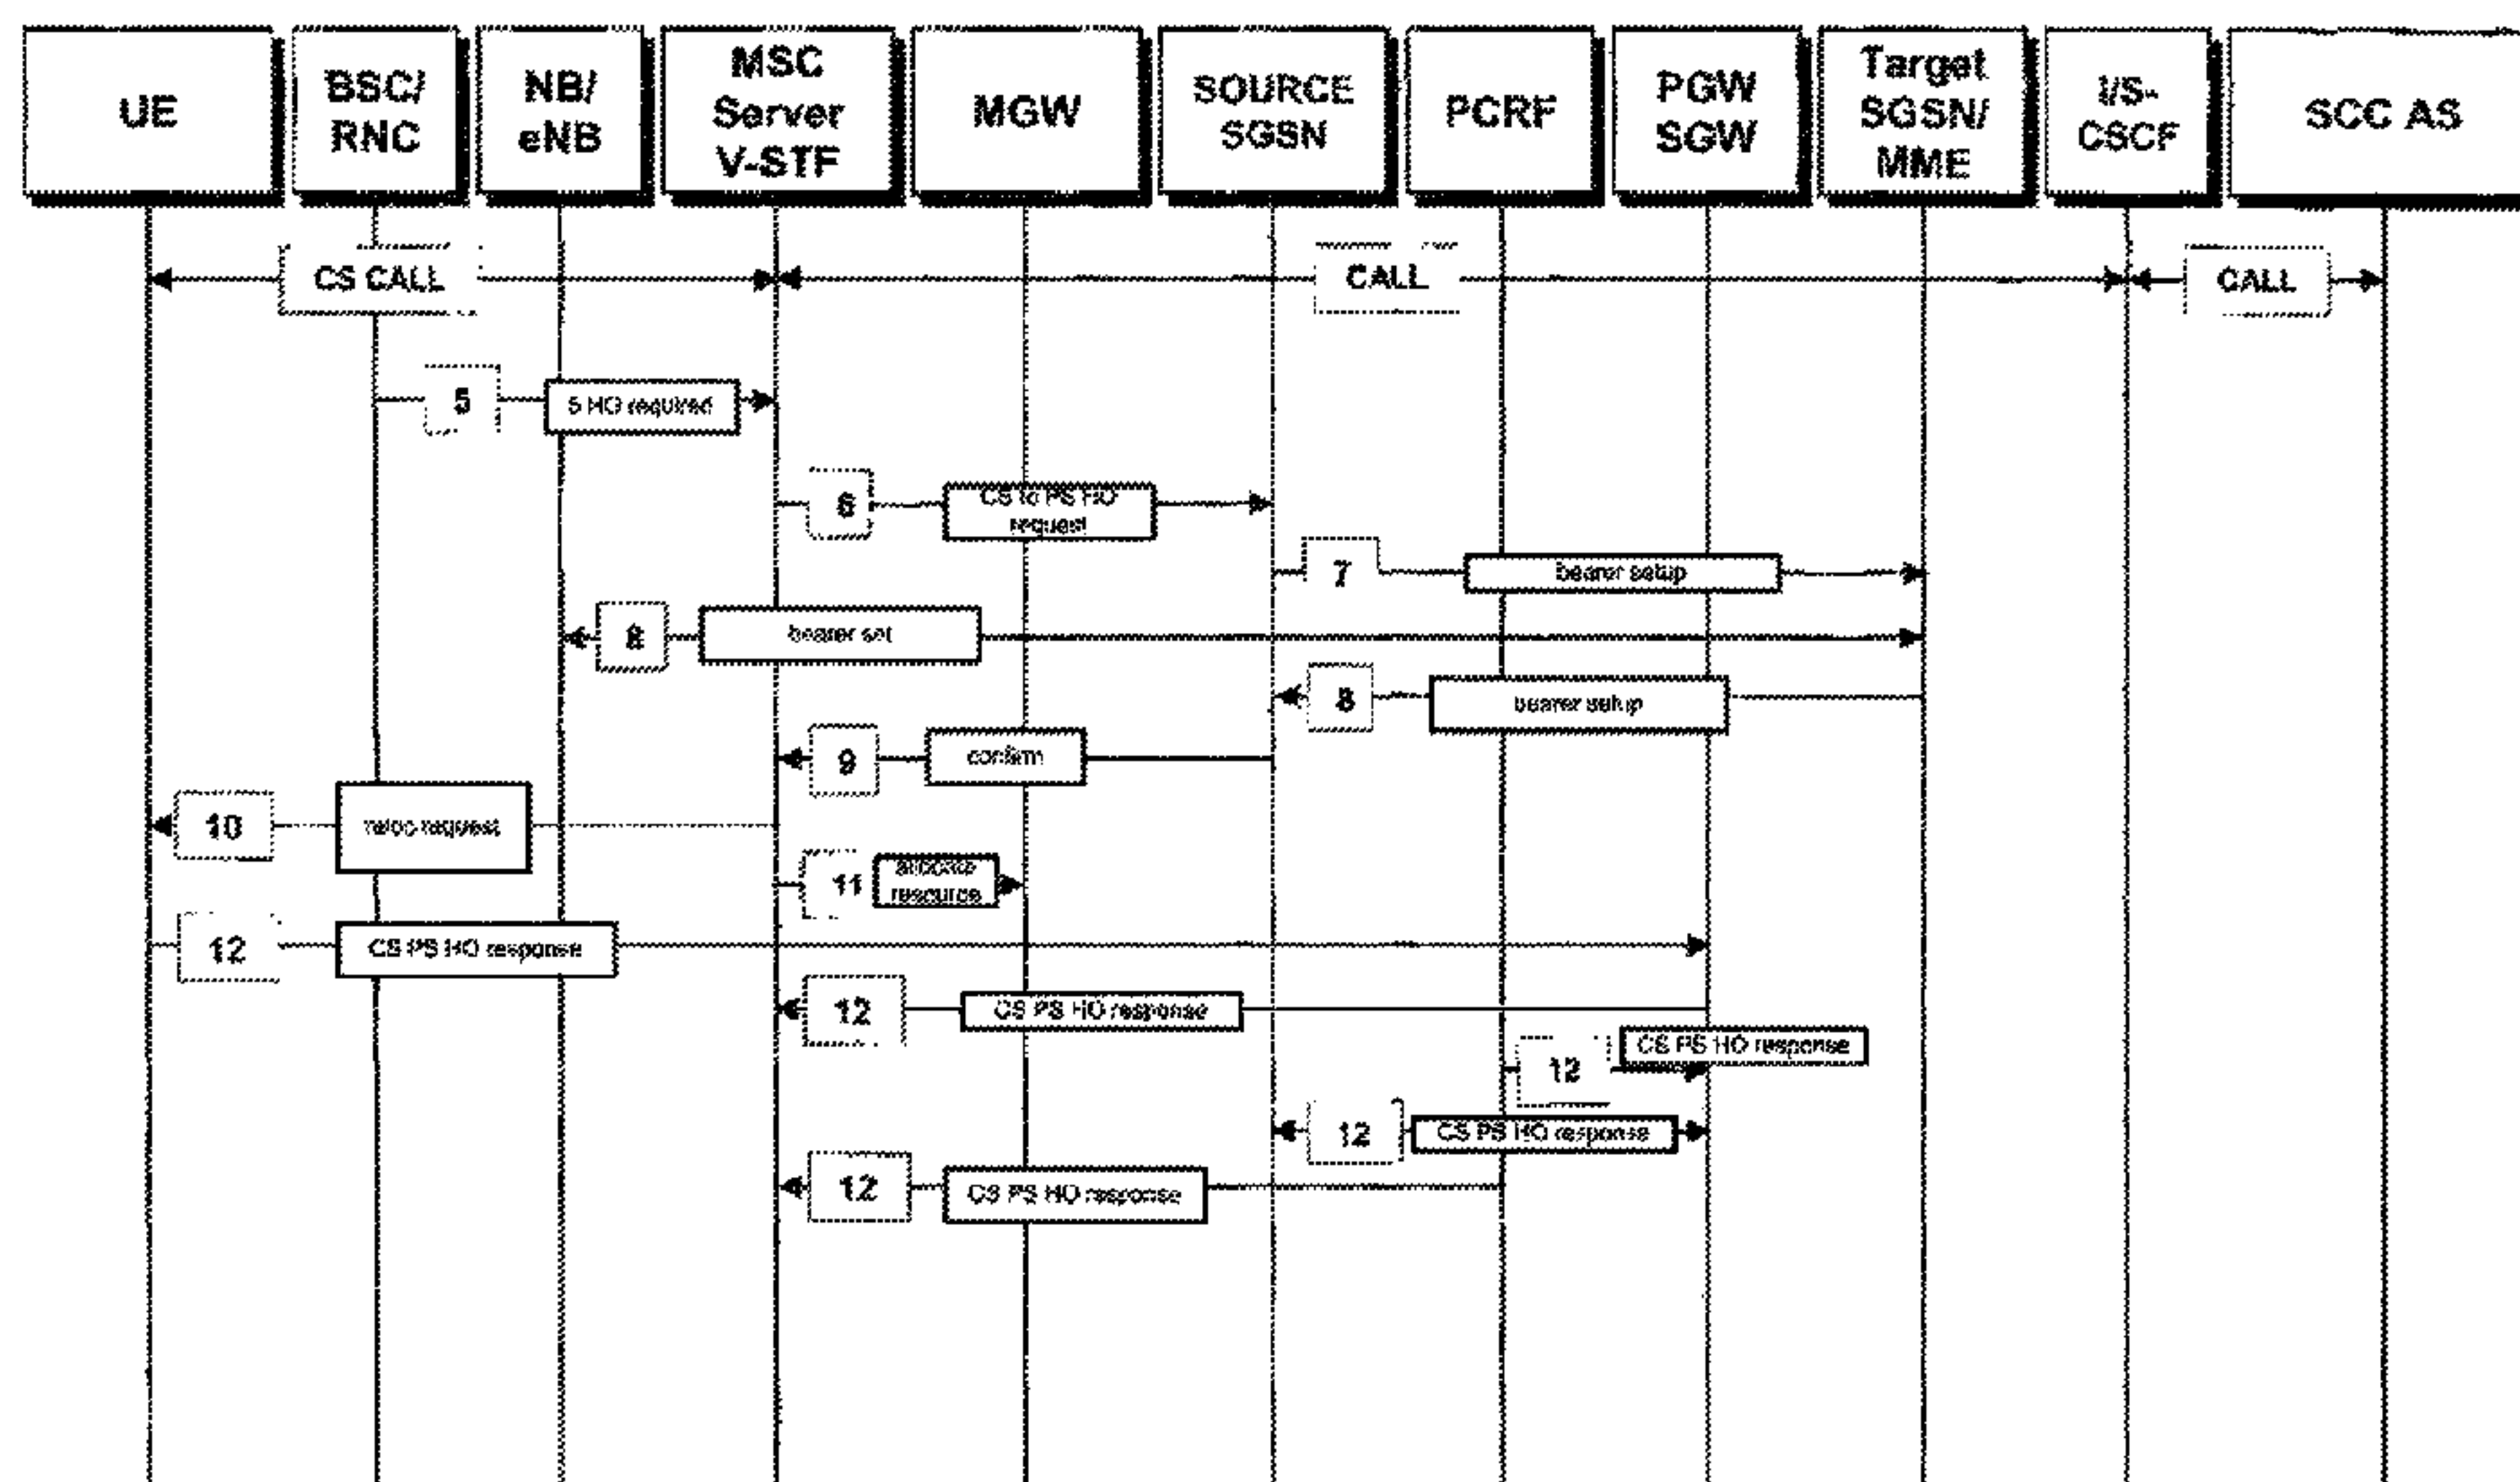 UE
BSC/
RNC
NB/
eNB
MSC
Server
V-STF
MGW
SOURCE
SGSN
PCRF
PGW
SGW
Target
SGSN/
MME
I/S-
CSCF
SCC AS
CS CALL
CALL
CALL
5
5 HO required
6
CS to PS HO
request
7
bearer setup
8
bearer set
8
bearer setup
9
confirm
10
reloc request
11
allocate
resource
12
CS PS HO response
12
CS PS HO response
12
CS PS HO response
12
CS PS HO response
12
CS PS HO response